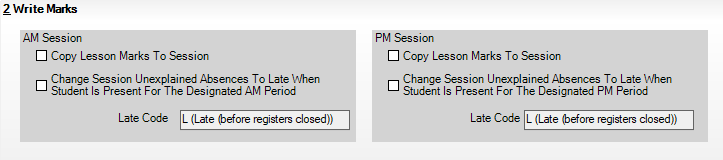 2 Write Marks
AM Session
Copy Lesson Marks To Session
Change Session Unexplained Absences To Late When
Student Is Present For The Designated AM Period
Late Code L (Late (before registers closed))
PM Session
Copy Lesson Marks To Session
Change Session Unexplained Absences To Late When
Student Is Present For The Designated PM Period
Late Code L (Late (before registers closed))